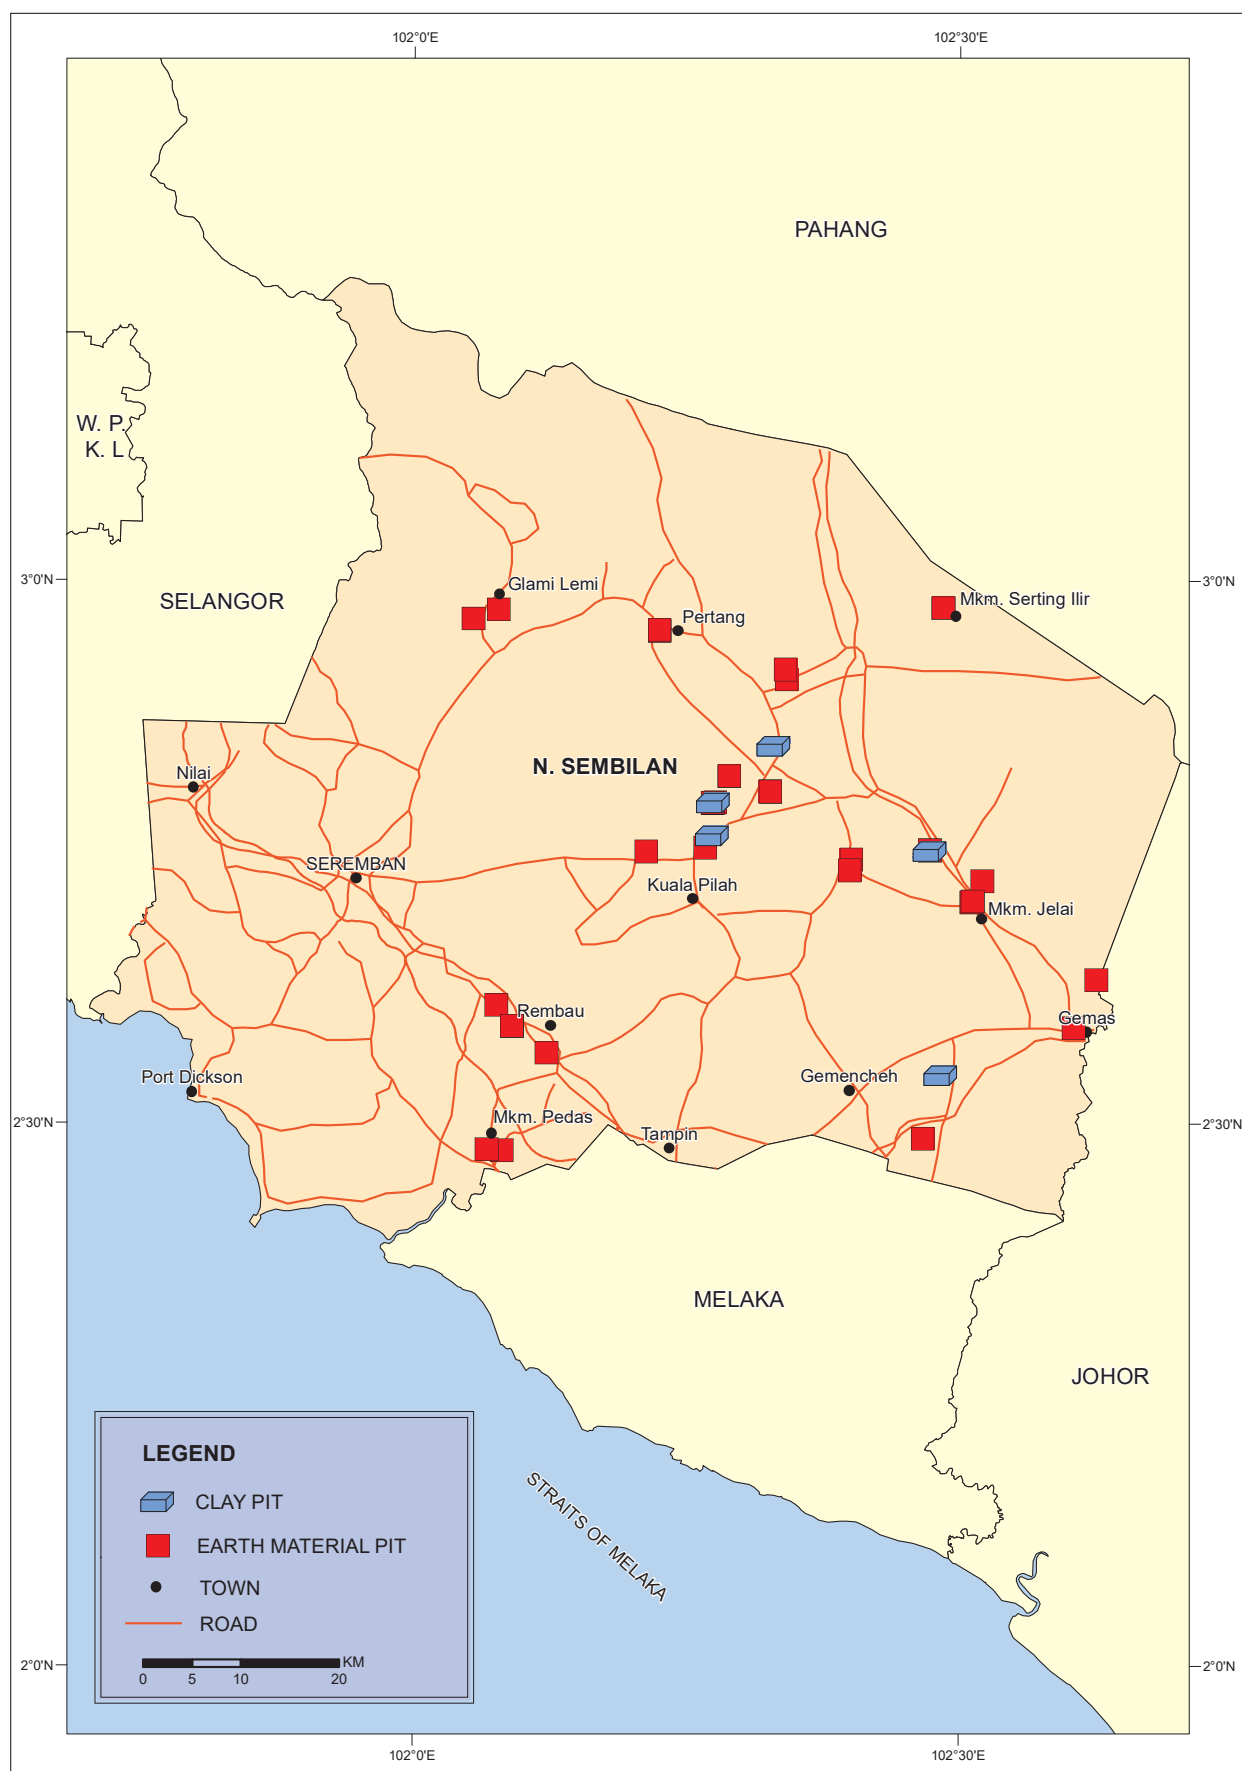 102°0'E
102°30'E
PAHANG
W. P.
K. L
3°0'N
3°0'N
Glami Lemi
Mkm. Serting Ilir
SELANGOR
Pertang
N. SEMBILAN
Nilai
SEREMBAN
Kuala Pilah
Mkm. Jelai
Rembau
Gemas
Port Dickson
Gemencheh
Mkm. Pedas
2°30'N
2°30'N
Tampin
MELAKA
JOHOR
STRAITS OF MELAKA
LEGEND
CLAY PIT
EARTH MATERIAL PIT
TOWN
ROAD
KM
0 5 10 20
2°0'N
2°0'N
102°0'E
102°30'E